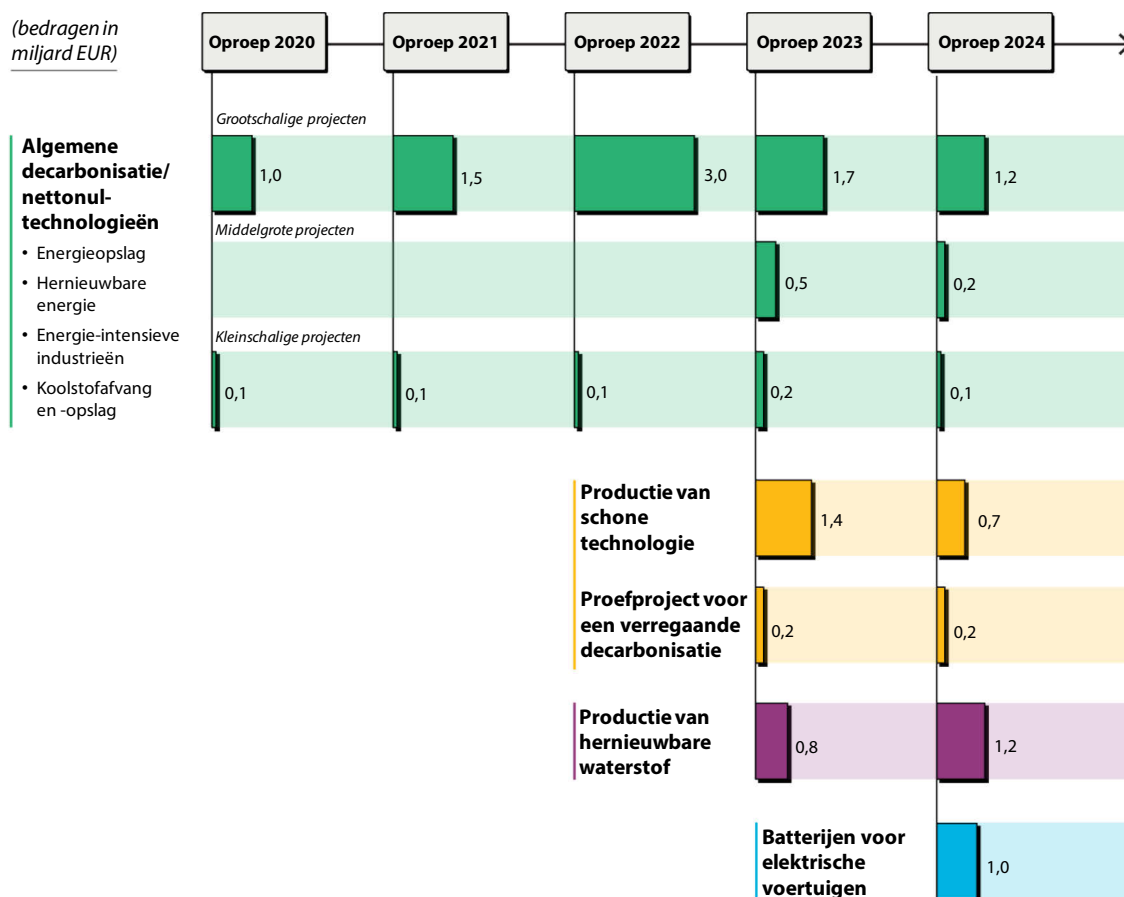 (bedragen in
miljard EUR)
Oproep 2020
Oproep 2021
Oproep 2022
Oproep 2023
Oproep 2024
Algemene
decarbonisatie/
nettonul-
technologieën
• Energieopslag
• Hernieuwbare
energie
• Energie-intensieve
industrieën
• Koolstofafvang
en -opslag
Grootschalige projecten
1,0
1,5
3,0
1,7
1,2
Middelgrote projecten
0,5
0,2
Kleinschalige projecten
0,1
0,1
0,1
0,2
0,1
Productie van
schone
technologie
1,4
0,7
Proefproject voor
een verregaande
decarbonisatie
0,2
0,2
Productie van
hernieuwbare
waterstof
0,8
1,2
Batterijen voor
elektrische
voertuigen
1,0